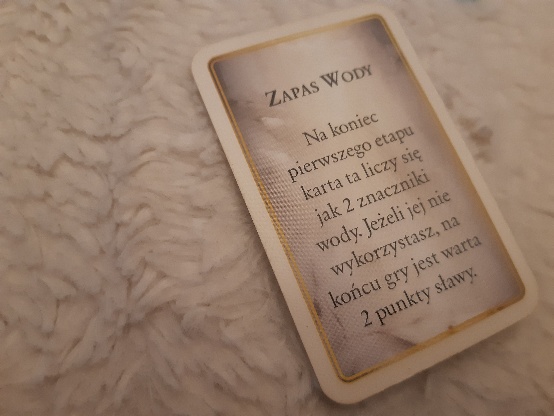 Zapas Wody
Na koniec
pierwszego etapu
karta ta liczy się
jak 2 znaczniki
wody. Jeżeli jej nie
wykorzystasz, na
końcu gry jest warta
2 punkty sławy.